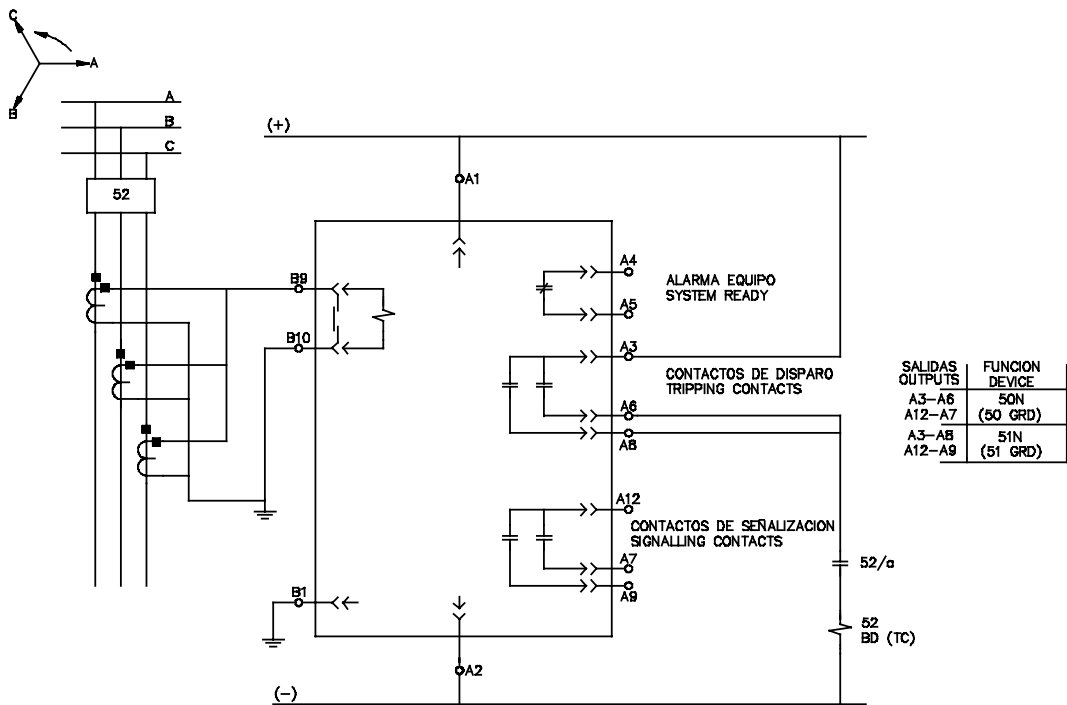 C
A
B
A
B
C
52
(+)
A1
B9
B10
A4
A5
ALARMA EQUIPO
SYSTEM READY
A3
CONTACTOS DE DISPARO
TRIPPING CONTACTS
A6
A8
A12
CONTACTOS DE SEÑALIZACION
SIGNALLING CONTACTS
A7
A9
B1
A2
(-)
52/a
52
BD (TC)
SALIDAS FUNCION
OUTPUTS DEVICE
A3-A6 50N
A12-A7 (50 GRD)
A3-A8 51N
A12-A9 (51 GRD)